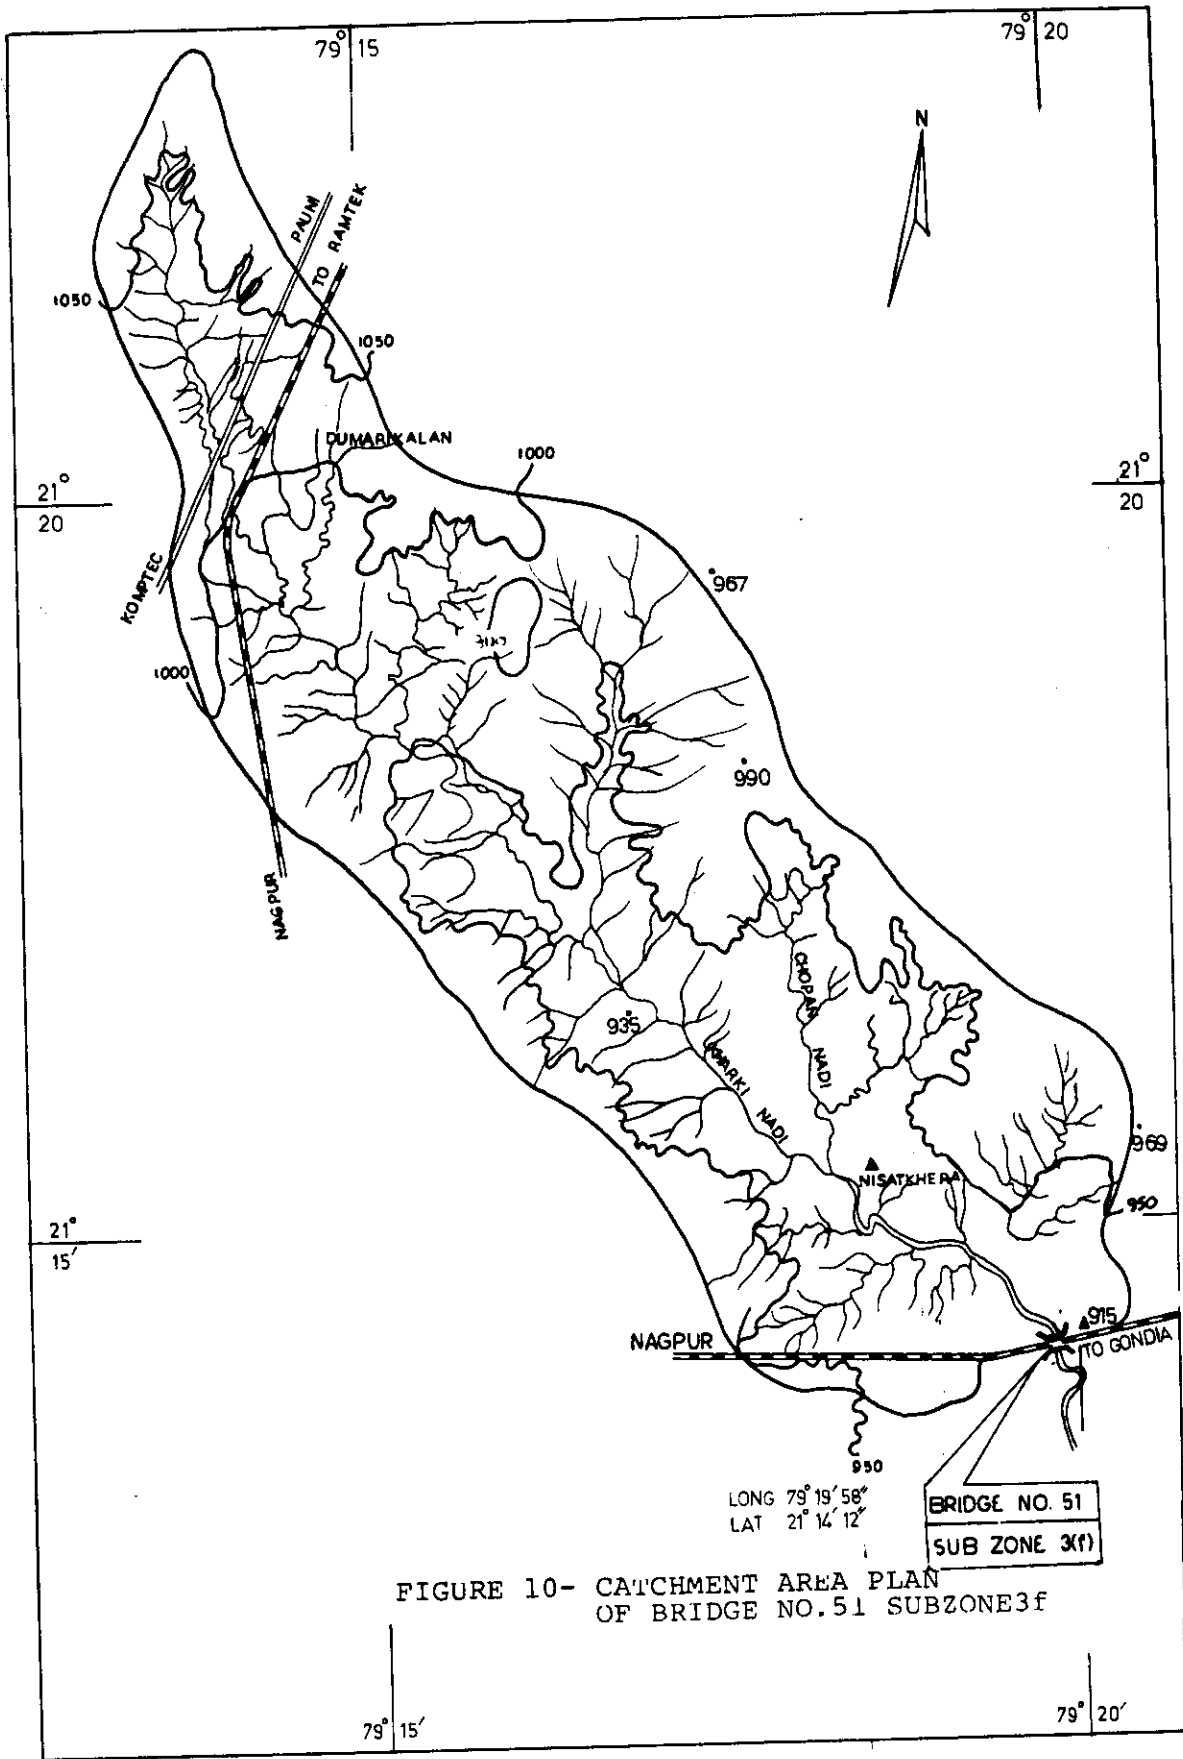 79° 15
79° 20
N
PAUNI
TO RAMTEK
1050
1050
DUMARIKALAN
1000
21°
20
21°
20
KOMPTEC
967
1000
990
NAGPUR
CHOPAN
NADI
935
KHARKI
NADI
969
NISATKHERA
950
21°
15′
915
NAGPUR
TO GONDIA
950
LONG 79° 19′ 58″
LAT 21° 14′ 12″
BRIDGE NO. 51
SUB ZONE 3(f)
FIGURE 10- CATCHMENT AREA PLAN
OF BRIDGE NO.51 SUBZONE3f
79° 15′
79° 20′